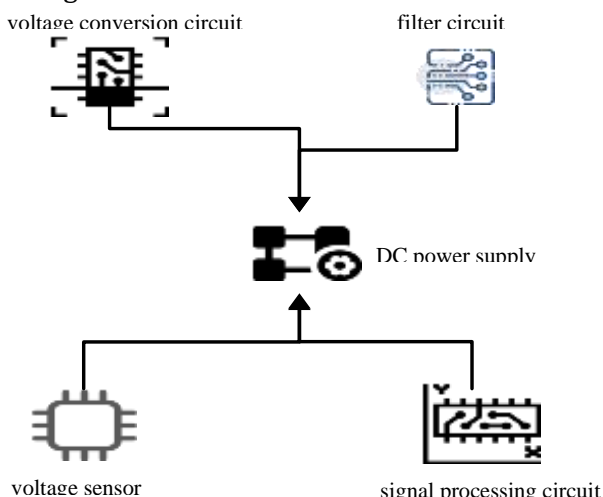 voltage conversion circuit
filter circuit
DC power supply
Y
X
voltage sensor
signal processing circuit